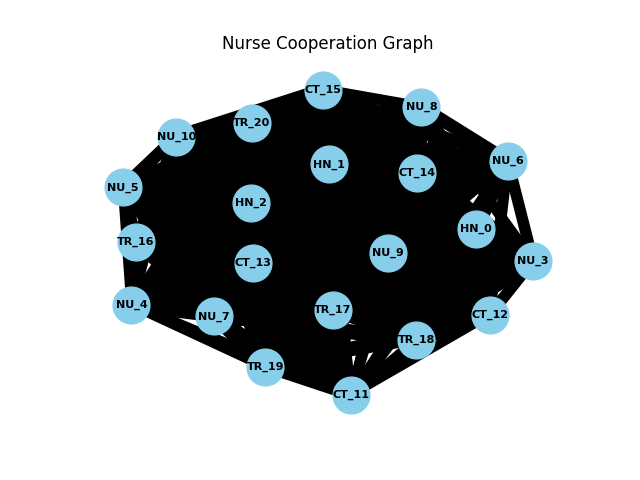 Nurse Cooperation Graph
CT_15
NU_8
TR_20
NU_10
NU_6
HN_1
CT_14
NU_5
HN_2
HN_0
TR_16
NU_9
NU_3
CT_13
NU_4
TR_17
CT_12
NU_7
TR_18
TR_19
CT_11